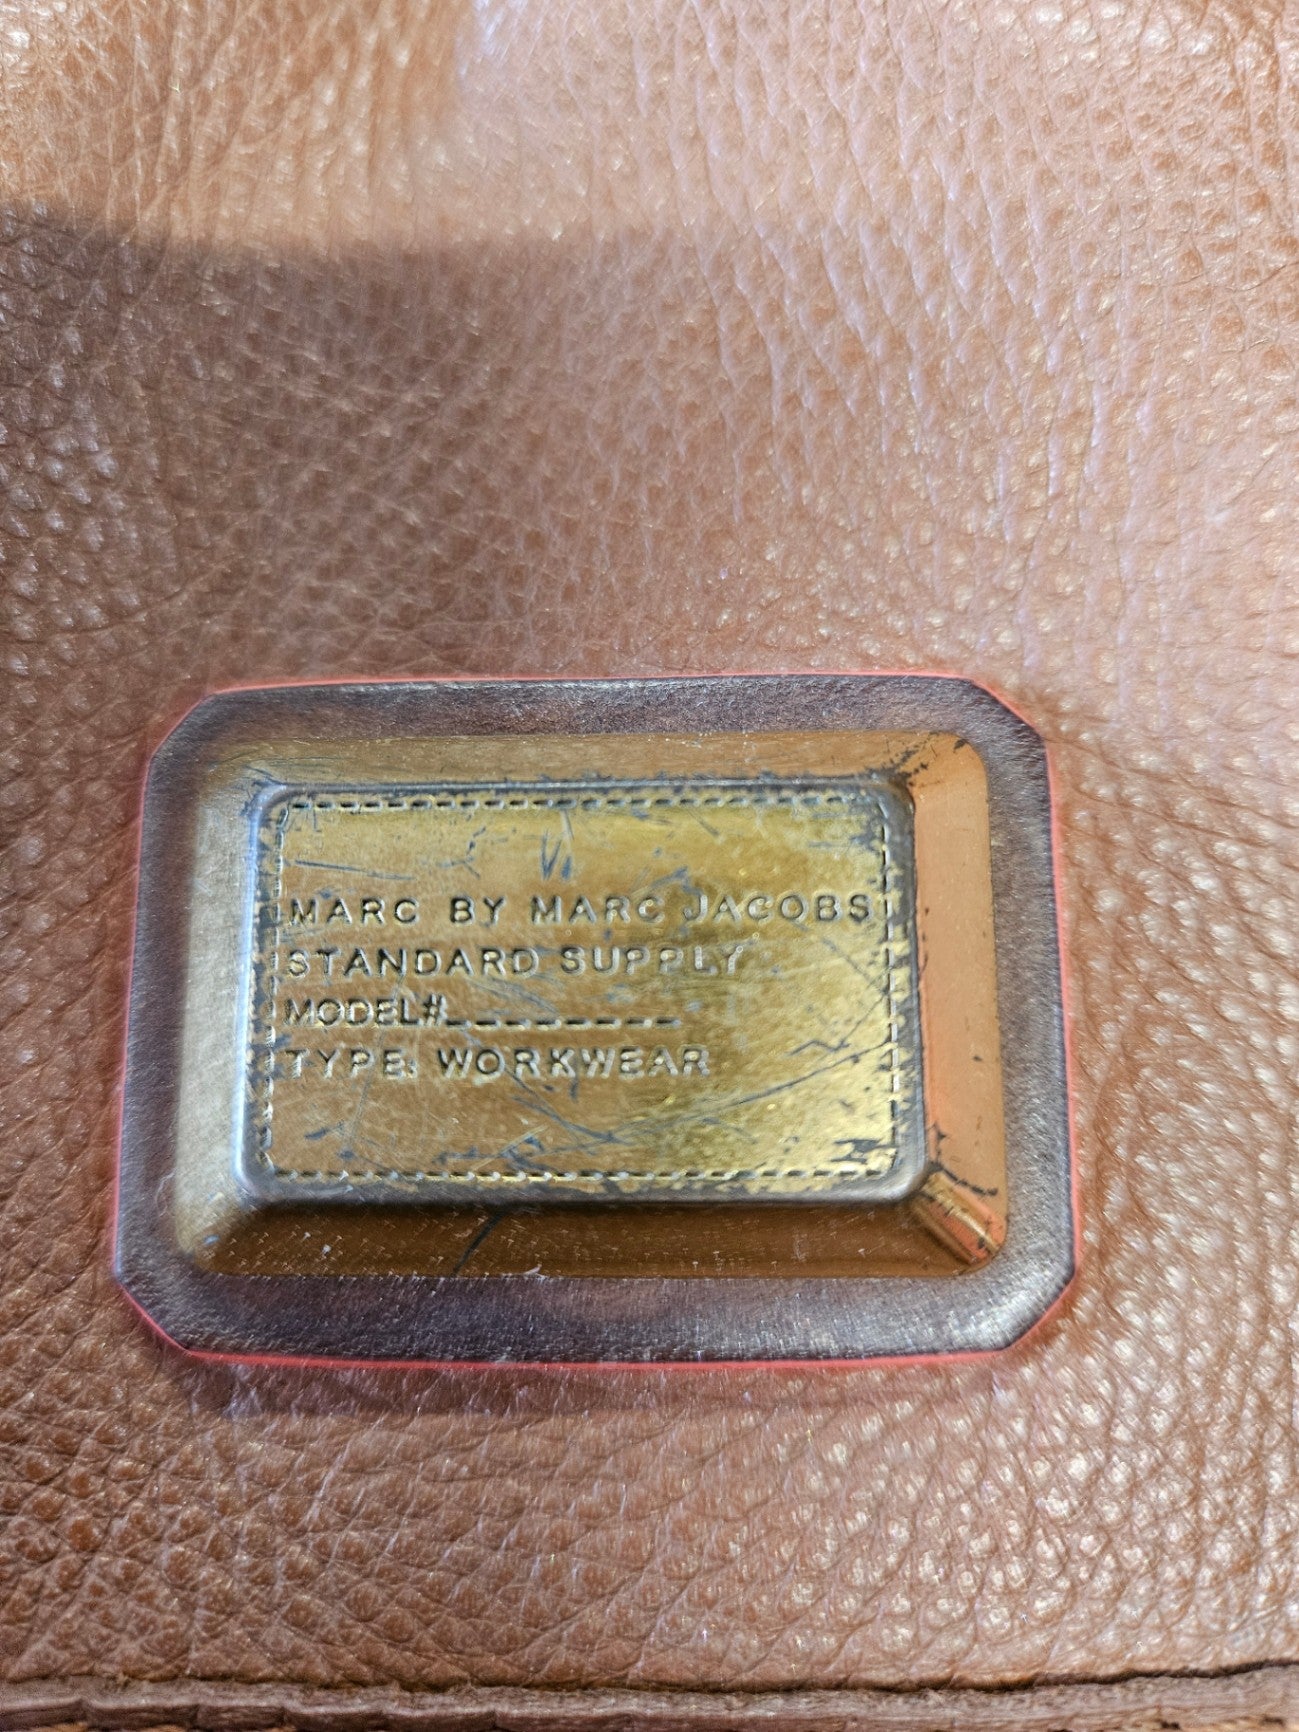 MARC BY MARC JACOBS
STANDARD SUPPLY
MODEL#_________
TYPE: WORKWEAR